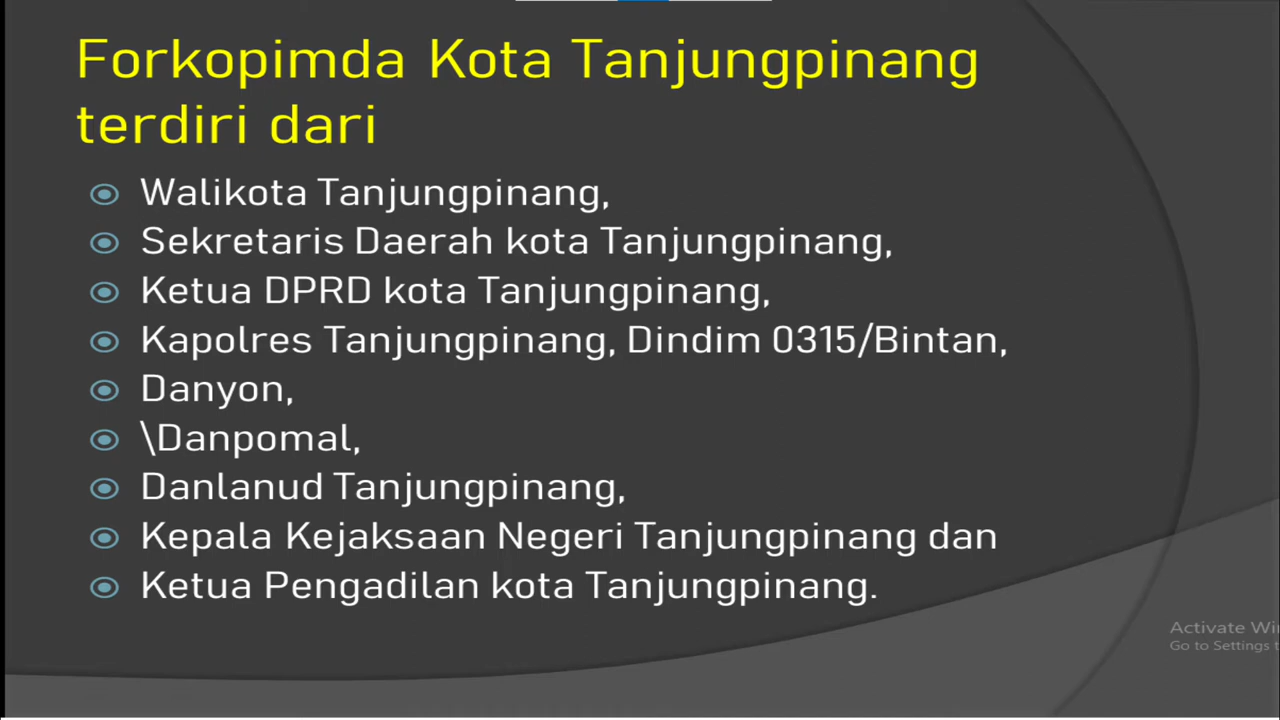 Forkopimda Kota Tanjungpinang
terdiri dari
Walikota Tanjungpinang,
Sekretaris Daerah kota Tanjungpinang,
Ketua DPRD kota Tanjungpinang,
Kapolres Tanjungpinang, Dindim 0315/Bintan,
Danyon,
\Danpomal,
Danlanud Tanjungpinang,
Kepala Kejaksaan Negeri Tanjungpinang dan
Ketua Pengadilan kota Tanjungpinang.
Activate
Go to Settings